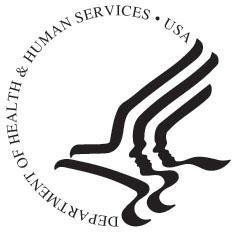 DEPARTMENT OF HEALTH & HUMAN SERVICES • USA